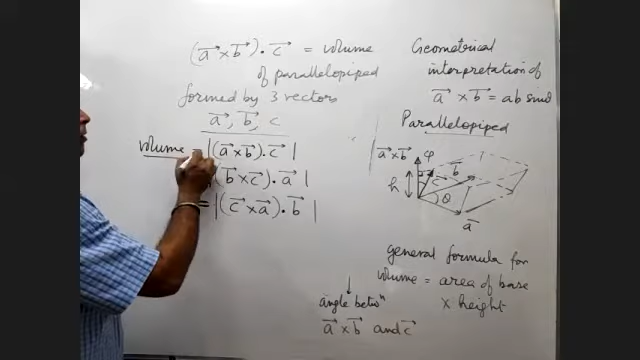 (a⃗ × b⃗) · c⃗ = volume
of parallelopiped
formed by 3 vectors
a⃗, b⃗, c
volume = |(a⃗ × b⃗) · c⃗ |
(b⃗ × c⃗) · a⃗ |
= |(c⃗ × a⃗) · b⃗ |
Geometrical
interpretation of
a⃗ × b⃗ = ab sinθ
Parallelopiped
a⃗ × b⃗
φ
b⃗
c⃗
h
θ
a⃗
general formula for
volume = area of base
× height
angle betwⁿ
a⃗ × b⃗ and c⃗